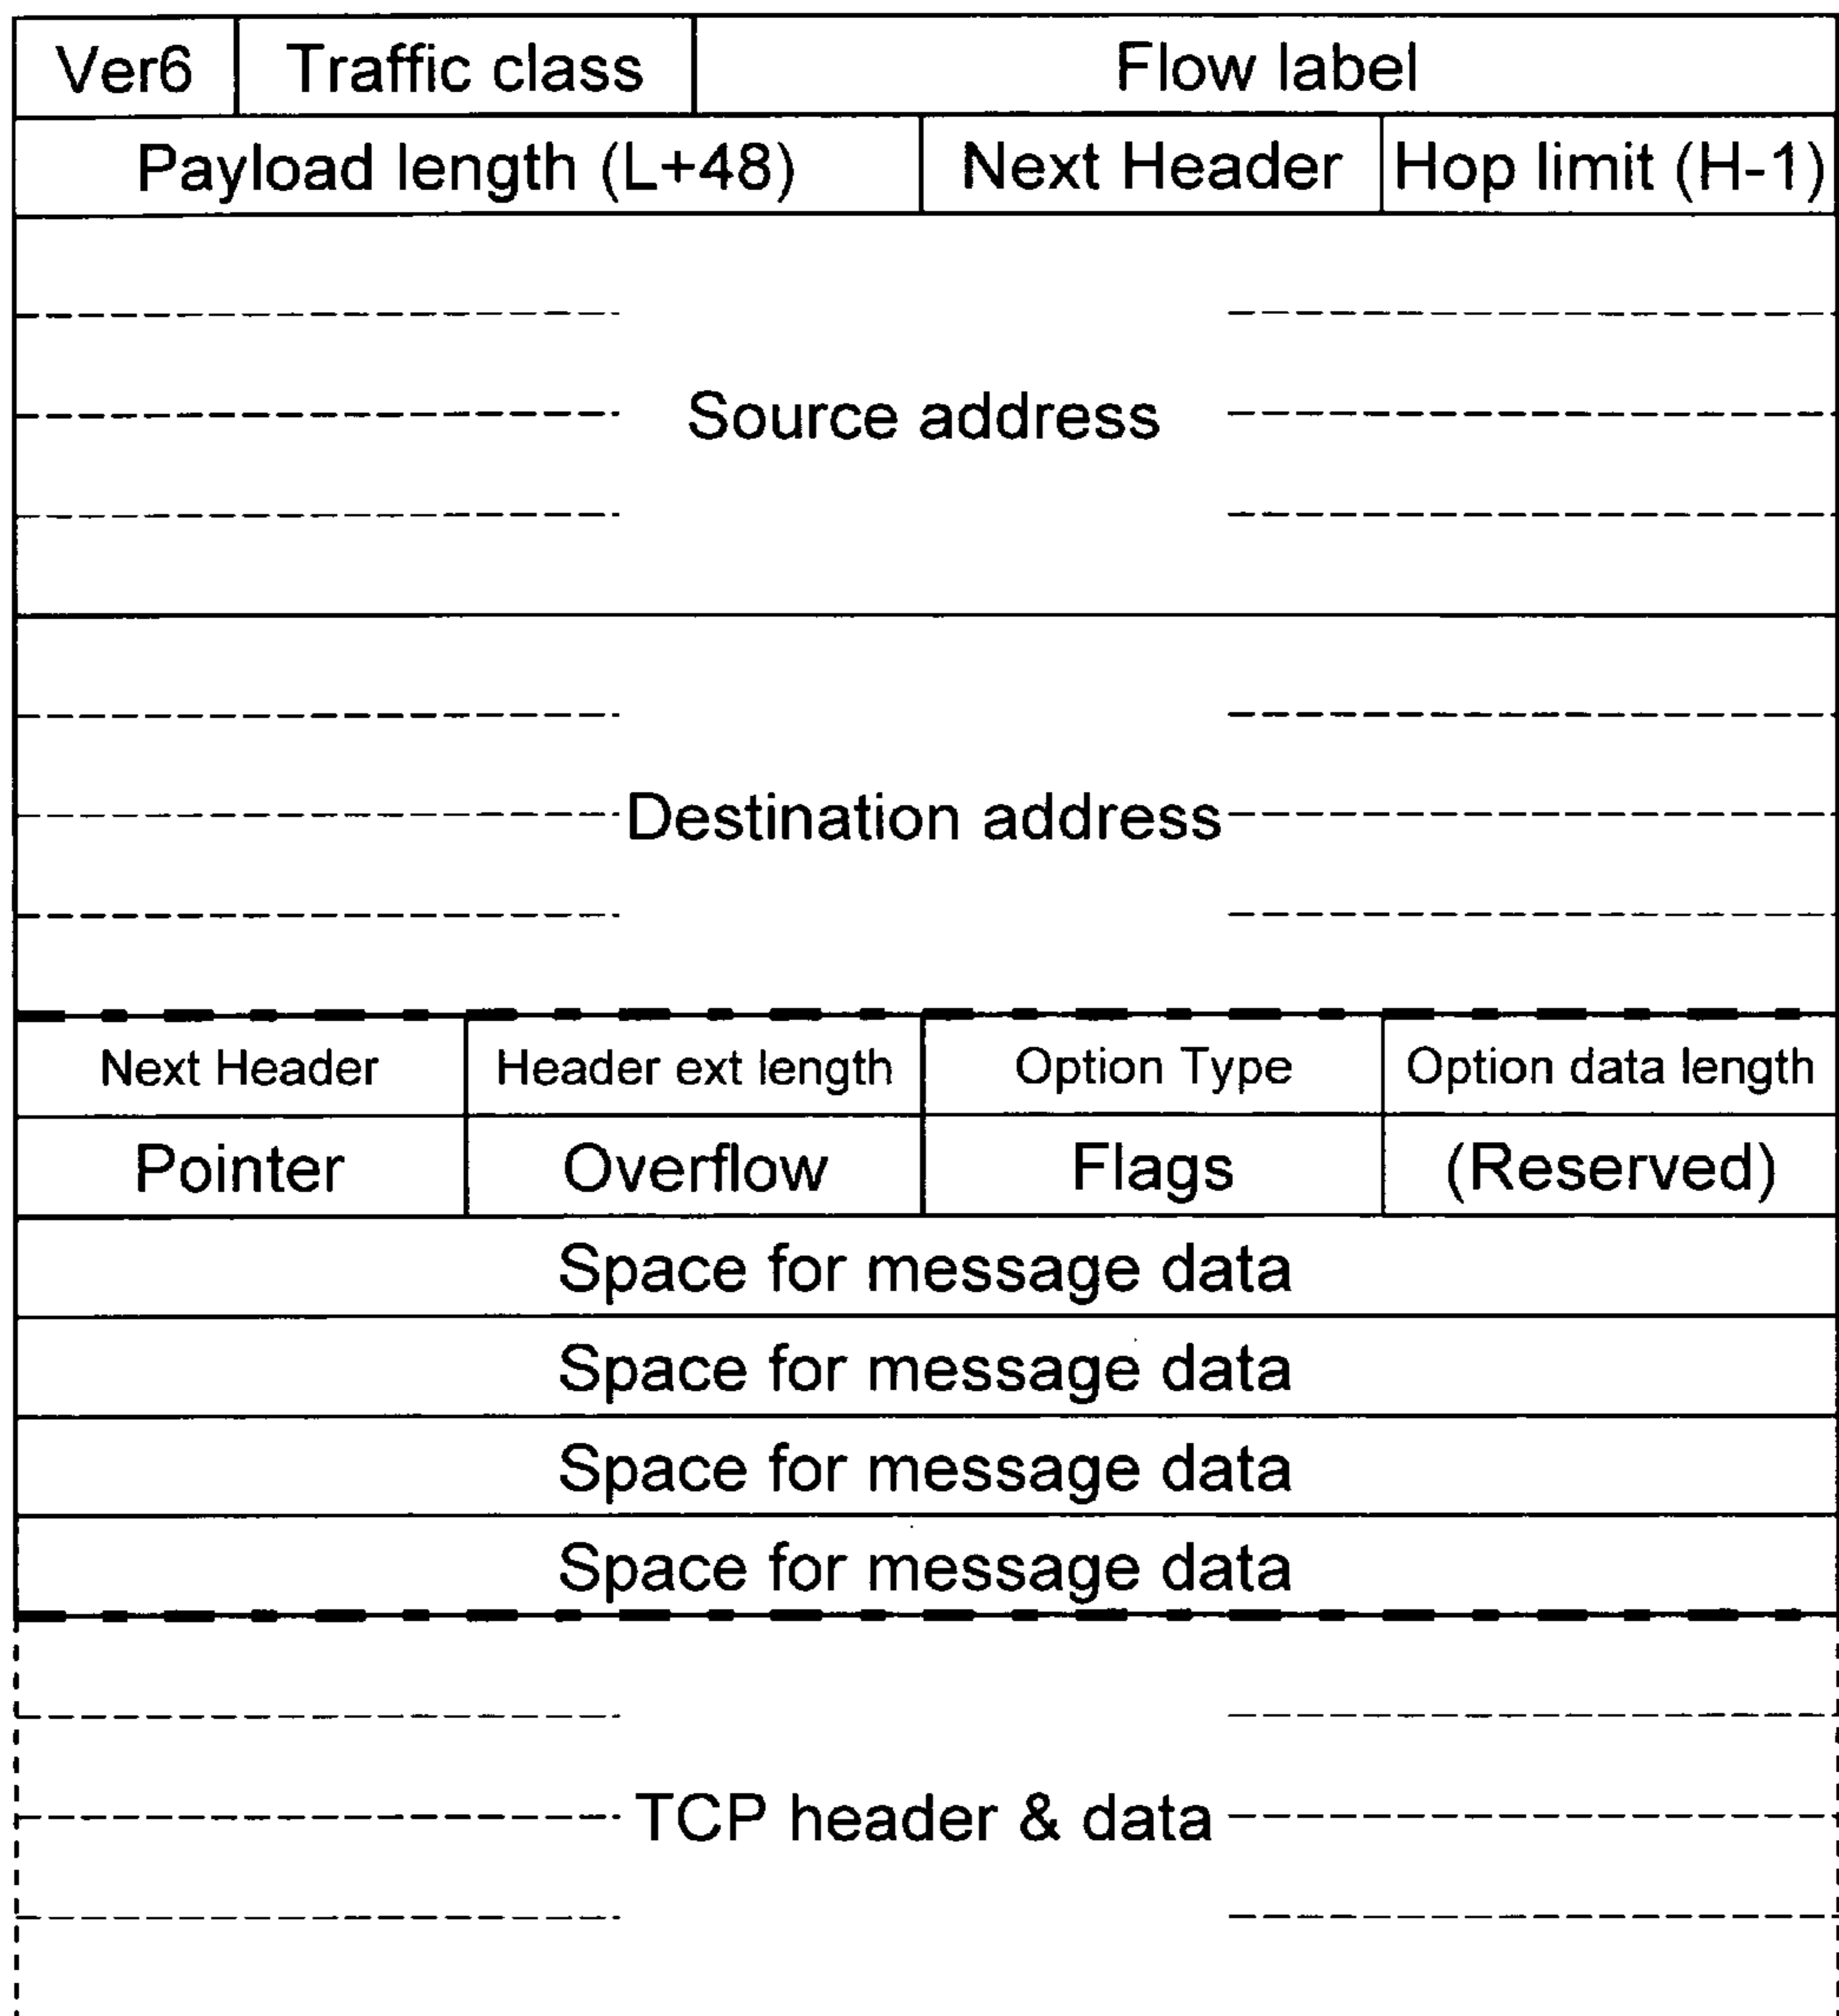 Ver6 Traffic class Flow label
Payload length (L+48) Next Header Hop limit (H-1)
Source address
Destination address
Next Header Header ext length Option Type Option data length
Pointer Overflow Flags (Reserved)
Space for message data
Space for message data
Space for message data
Space for message data
TCP header & data